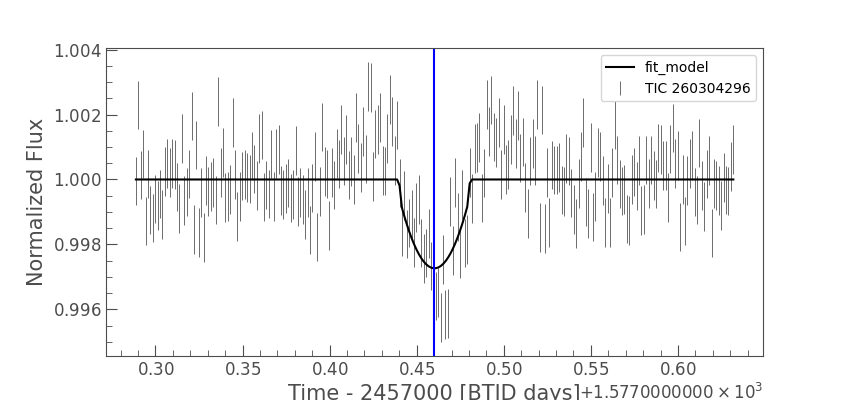 1.004
1.002
1.000
0.998
0.996
Normalized Flux
fit_model
TIC 260304296
0.30 0.35 0.40 0.45 0.50 0.55 0.60
Time - 2457000 [BTJD days]
+1.5770000000 × 10³